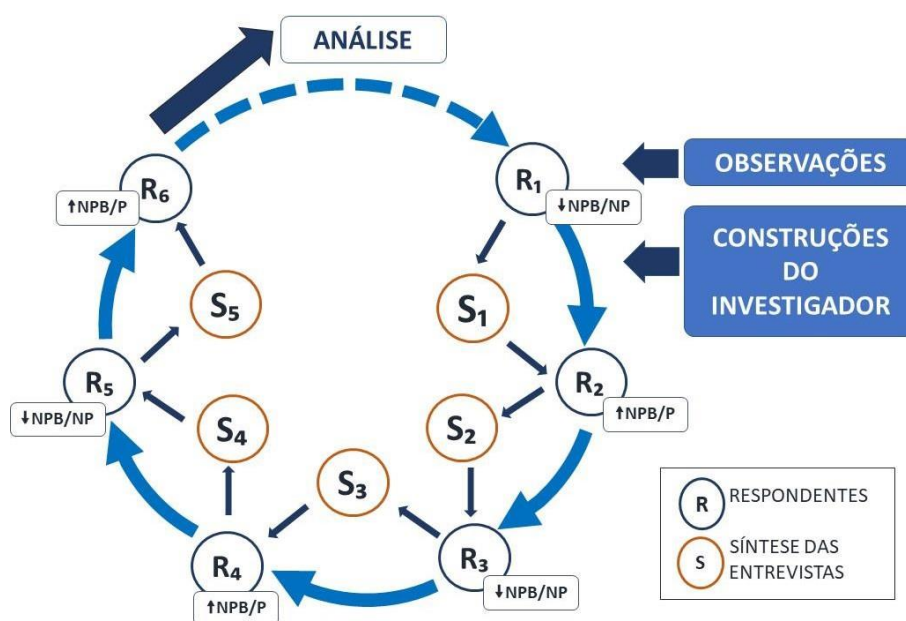 ANÁLISE
OBSERVAÇÕES
CONSTRUÇÕES
DO
INVESTIGADOR
R₁
↓NPB/NP
R₆
↑NPB/P
S₅
S₁
R₅
↓NPB/NP
R₂
↑NPB/P
S₄
S₂
S₃
R₄
↑NPB/P
R₃
↓NPB/NP
R RESPONDENTES
S SÍNTESE DAS
ENTREVISTAS